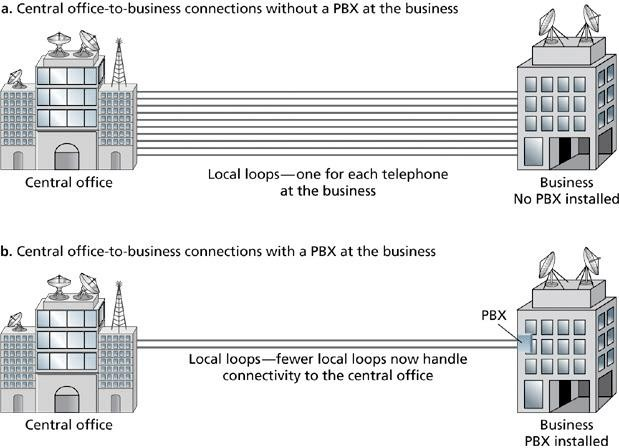 a. Central office-to-business connections without a PBX at the business
Local loops—one for each telephone
at the business
Central office
Business
No PBX installed
b. Central office-to-business connections with a PBX at the business
PBX
Local loops—fewer local loops now handle
connectivity to the central office
Central office
Business
PBX installed